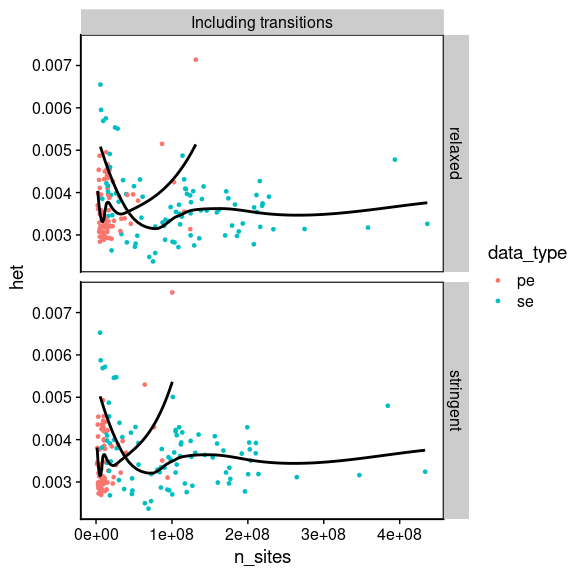 Including transitions
0.007
0.006
0.005
0.004
0.003
relaxed
0.007
0.006
0.005
0.004
0.003
stringent
het
0e+00 1e+08 2e+08 3e+08 4e+08
n_sites
data_type
pe
se